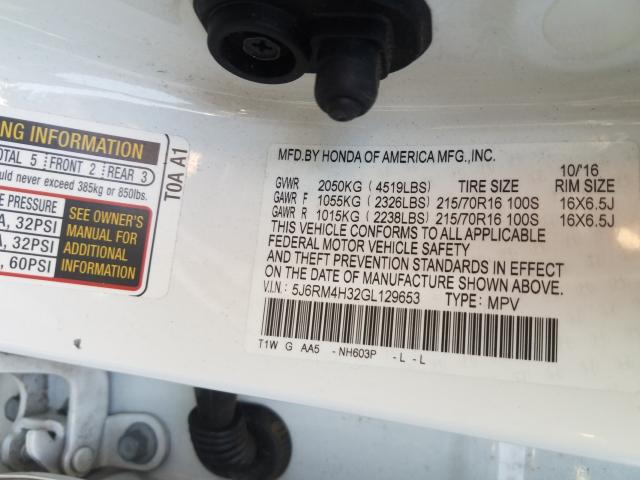 NG INFORMATION
OTAL 5 FRONT 2 REAR 3
ould never exceed 385kg or 850lbs.
E PRESSURE
A, 32PSI
A, 32PSI
, 60PSI
SEE OWNER'S
MANUAL FOR
ADDITIONAL
INFORMATION
T0A A1
MFD.BY HONDA OF AMERICA MFG.,INC.
10/'16
GVWR 2050KG (4519LBS) TIRE SIZE RIM SIZE
GAWR F 1055KG (2326LBS) 215/70R16 100S 16X6.5J
GAWR R 1015KG (2238LBS) 215/70R16 100S 16X6.5J
THIS VEHICLE CONFORMS TO ALL APPLICABLE
FEDERAL MOTOR VEHICLE SAFETY
AND THEFT PREVENTION STANDARDS IN EFFECT
ON THE DATE OF MANUFACTURE SHOWN ABOVE.
V.I.N.: 5J6RM4H32GL129653 TYPE: MPV
T1W G AA5 -NH603P -L-L